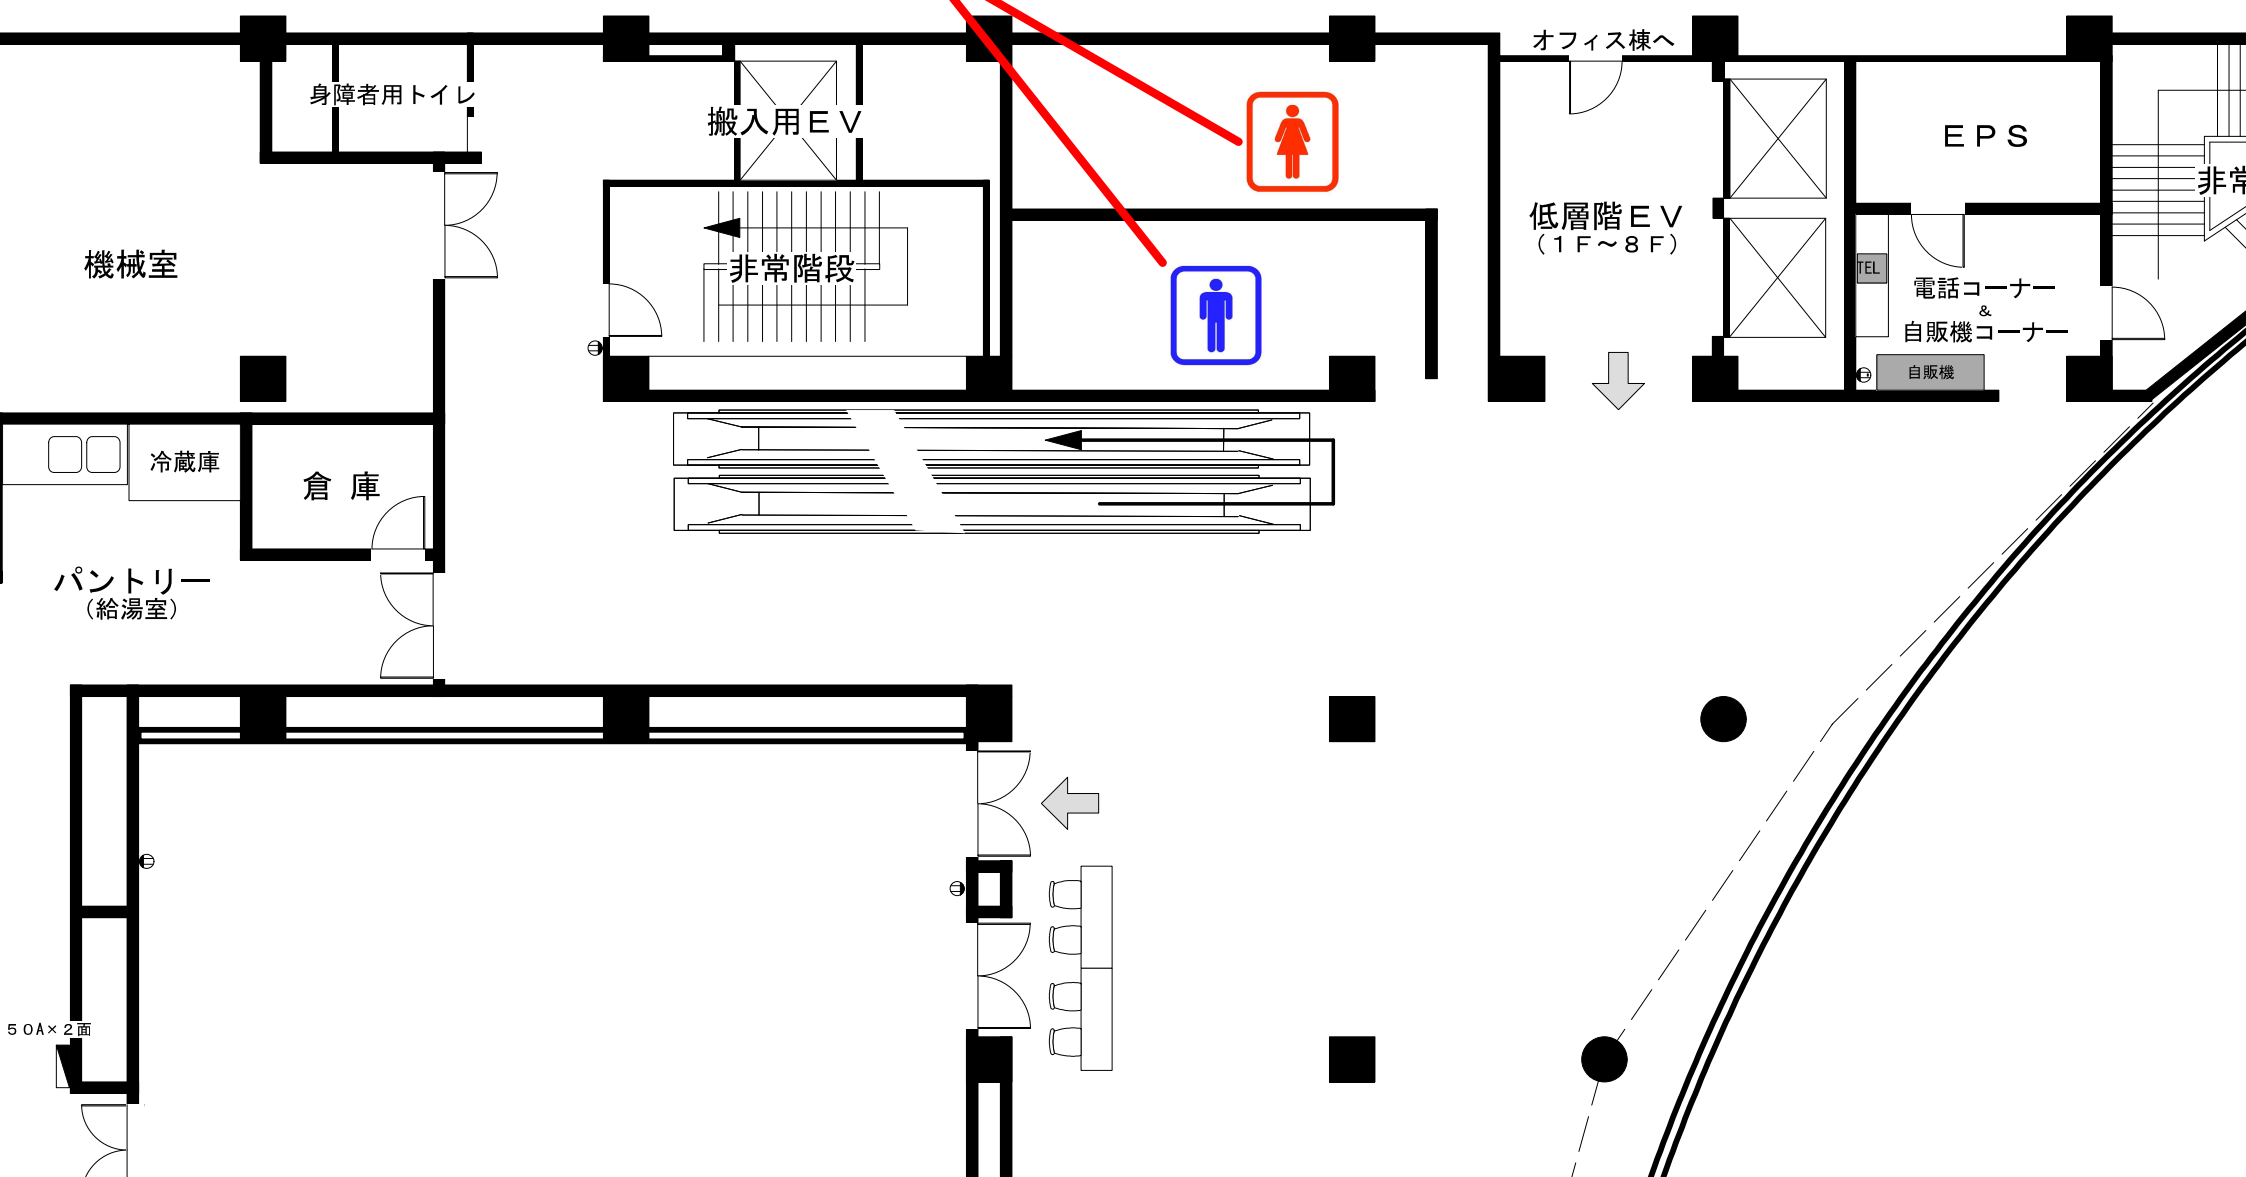 オフィス棟へ
身障者用トイレ
搬入用ＥＶ
ＥＰＳ
非常
低層階ＥＶ
（１Ｆ～８Ｆ）
機械室
非常階段
TEL
電話コーナー
＆
自販機コーナー
自販機
冷蔵庫
倉 庫
パントリー
（給湯室）
５０Ａ×２面